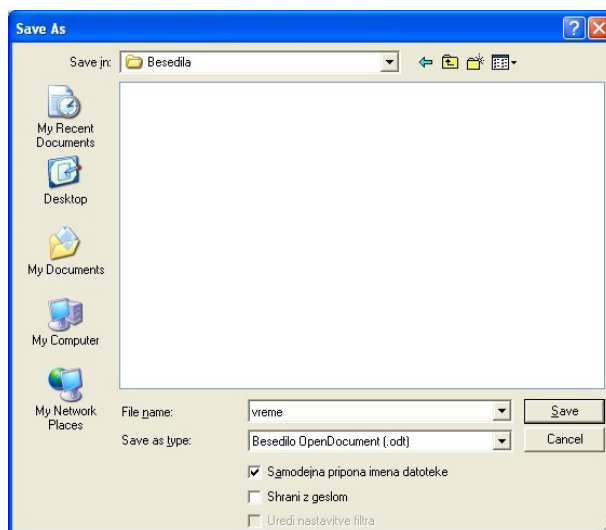 Save As
Save in:
Besedila
My Recent
Documents
Desktop
My Documents
My Computer
My Network
Places
File name:
vreme
Save
Save as type:
Besedilo OpenDocument (.odt)
Cancel
Samodejna pripona imena datoteke
Shrani z geslom
Uredi nastavitve filtra